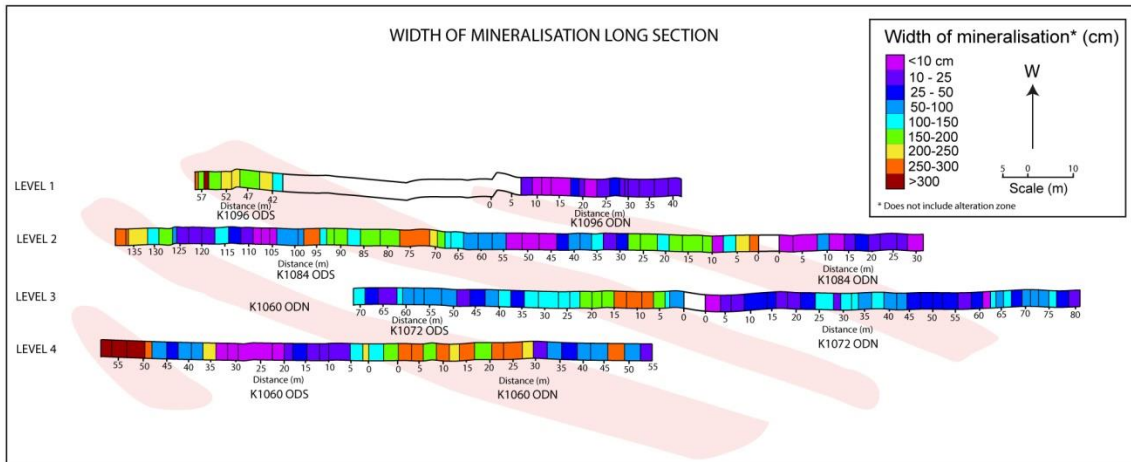 WIDTH OF MINERALISATION LONG SECTION
Width of mineralisation* (cm)
<10 cm
10 - 25
25 - 50
50-100
100-150
150-200
200-250
250-300
>300
W
5 0 10
Scale (m)
* Does not include alteration zone
LEVEL 1
57 52 47 42 0 5 10 15 20 25 30 35 40
Distance (m) Distance (m)
K1096 ODS K1096 ODN
LEVEL 2
135 130 125 120 115 110 105 100 95 90 85 80 75 70 65 60 55 50 45 40 35 30 25 20 15 10 5 0 0 5 10 15 20 25 30
Distance (m) Distance (m)
K1084 ODS K1084 ODN
LEVEL 3
K1060 ODN
70 65 60 55 50 45 40 35 30 25 20 15 10 5 0 0 5 10 15 20 25 30 35 40 45 50 55 60 65 70 75 80
Distance (m) Distance (m)
K1072 ODS K1072 ODN
LEVEL 4
55 50 45 40 35 30 25 20 15 10 5 0 0 5 10 15 20 25 30 35 40 45 50 55
Distance (m) Distance (m)
K1060 ODS K1060 ODN